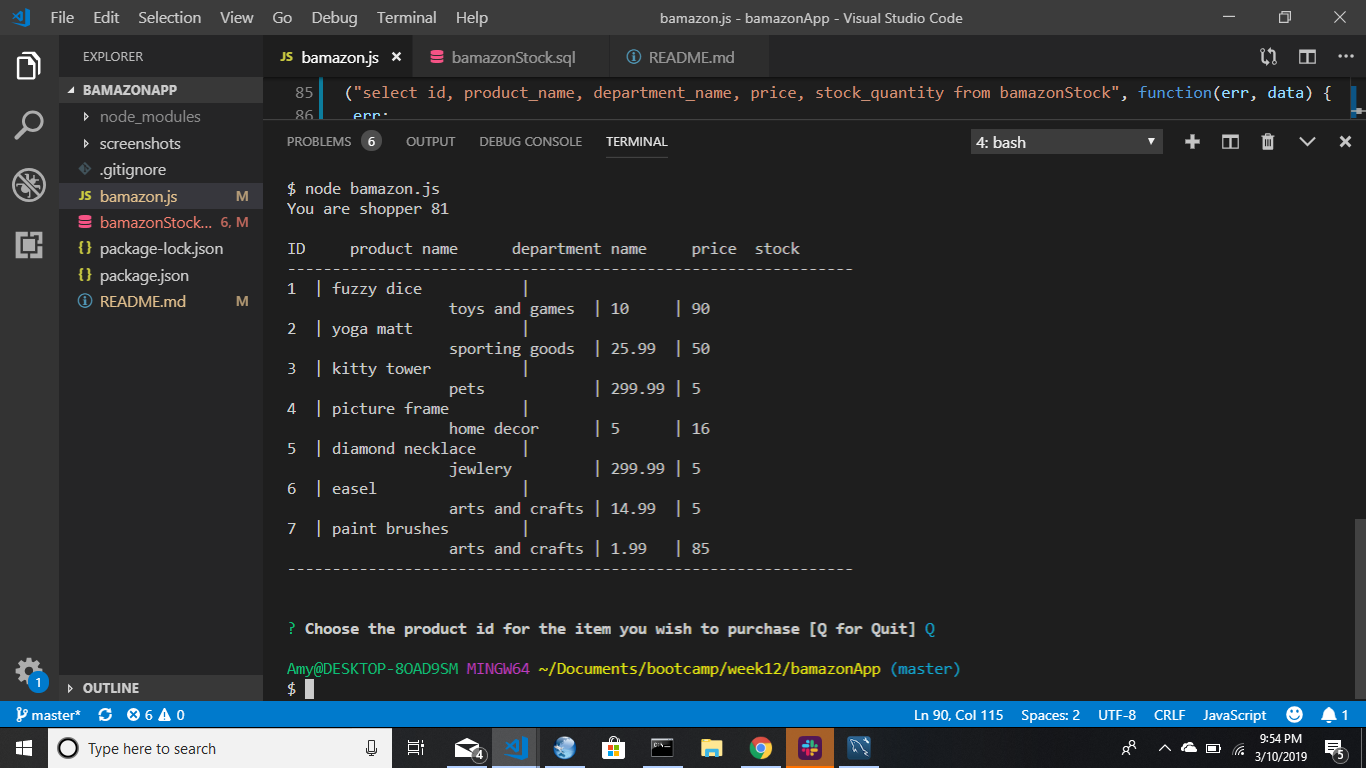 File Edit Selection View Go Debug Terminal Help bamazon.js - bamazonApp - Visual Studio Code
EXPLORER
BAMAZONAPP
node_modules
screenshots
.gitignore
JS bamazon.js M
bamazonStock... 6, M
{} package-lock.json
{} package.json
README.md M
OUTLINE
JS bamazon.js × bamazonStock.sql README.md
85 ("select id, product_name, department_name, price, stock_quantity from bamazonStock", function(err, data) {
86 err;
PROBLEMS 6 OUTPUT DEBUG CONSOLE TERMINAL 4: bash
$ node bamazon.js
You are shopper 81
ID product name department name price stock
---------------------------------------------------------------
1 | fuzzy dice |
toys and games | 10 | 90
2 | yoga matt |
sporting goods | 25.99 | 50
3 | kitty tower |
pets | 299.99 | 5
4 | picture frame |
home decor | 5 | 16
5 | diamond necklace |
jewlery | 299.99 | 5
6 | easel |
arts and crafts | 14.99 | 5
7 | paint brushes |
arts and crafts | 1.99 | 85
---------------------------------------------------------------
? Choose the product id for the item you wish to purchase [Q for Quit] Q
Amy@DESKTOP-8OAD9SM MINGW64 ~/Documents/bootcamp/week12/bamazonApp (master)
$
1
master* 6 0 Ln 90, Col 115 Spaces: 2 UTF-8 CRLF JavaScript 1
Type here to search 4 9:54 PM
3/10/2019 5